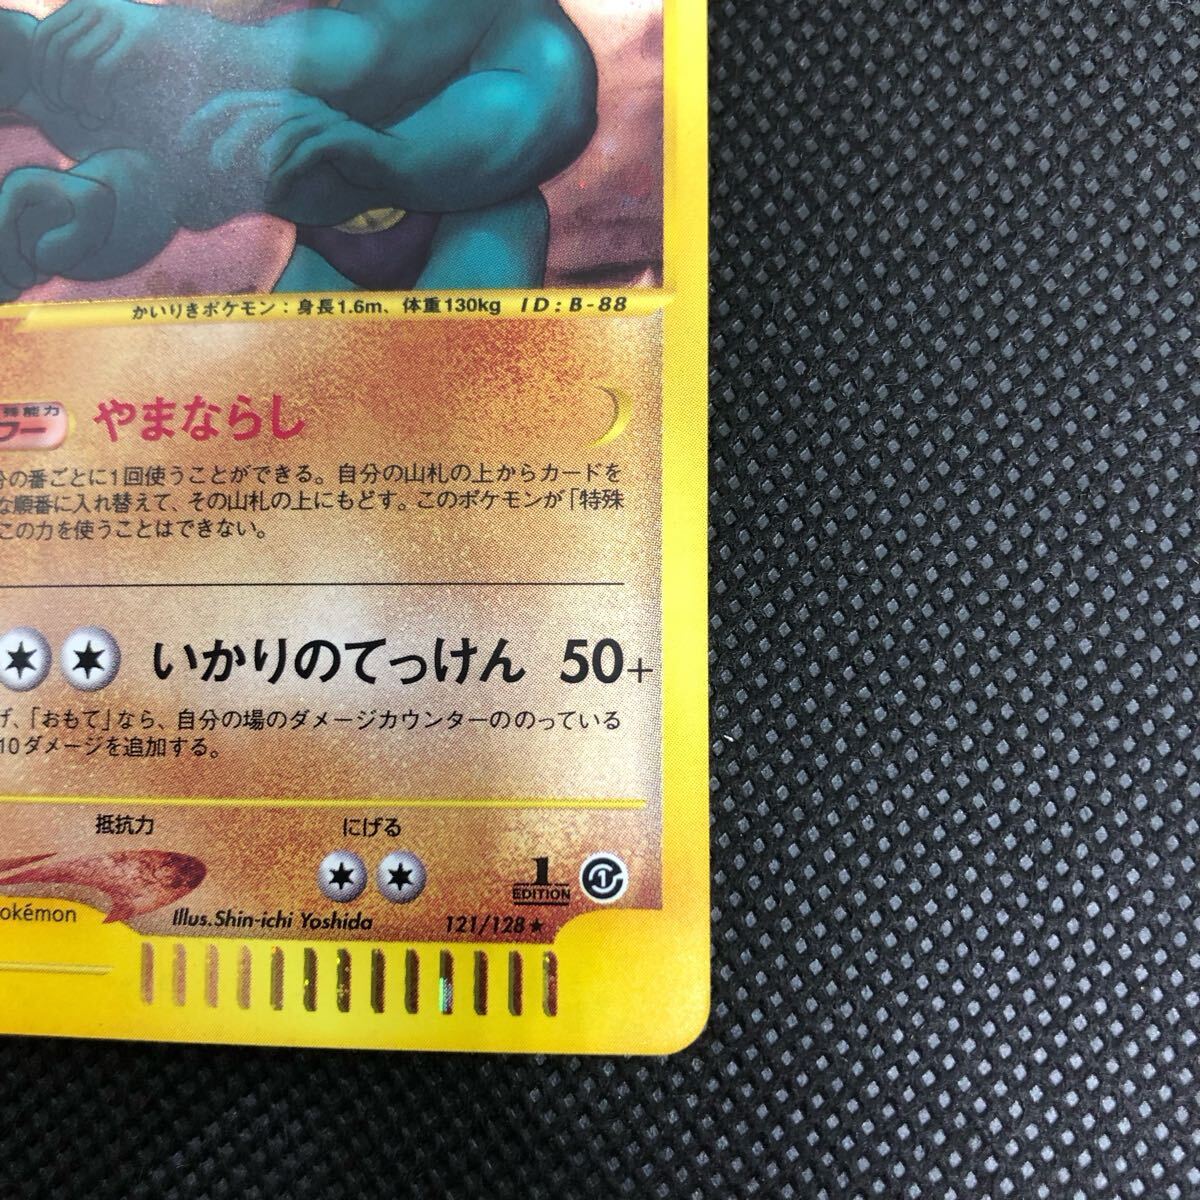 かいりきポケモン：身長1.6m、体重130kg ID：B-88
殊能力
ワー やまならし
分の番ごとに1回使うことができる。自分の山札の上からカードを
な順番に入れ替えて、その山札の上にもどす。このポケモンが「特殊
この力を使うことはできない。
いかりのてっけん 50+
げ、「おもて」なら、自分の場のダメージカウンターののっている
10ダメージを追加する。
抵抗力 にげる
1
EDITION
okémon Illus.Shin-ichi Yoshida 121/128★